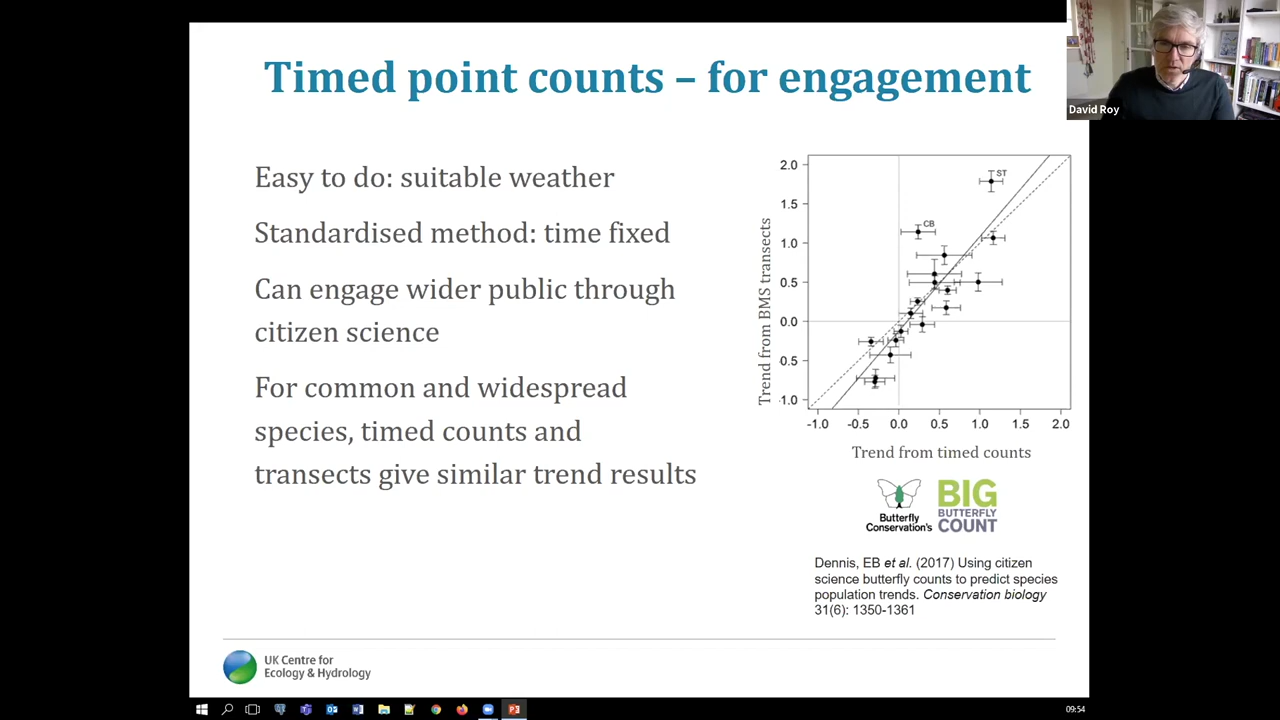 Timed point counts – for engagement
David Roy
Easy to do: suitable weather
Standardised method: time fixed
Can engage wider public through
citizen science
For common and widespread
species, timed counts and
transects give similar trend results
Trend from BMS transects
2.0
1.5
1.0
0.5
0.0
0.5
1.0
ST
CB
-1.0 -0.5 0.0 0.5 1.0 1.5 2.0
Trend from timed counts
Butterfly
Conservation's
BIG
BUTTERFLY
COUNT
Dennis, EB et al. (2017) Using citizen
science butterfly counts to predict species
population trends. Conservation biology
31(6): 1350-1361
UK Centre for
Ecology & Hydrology
09:54